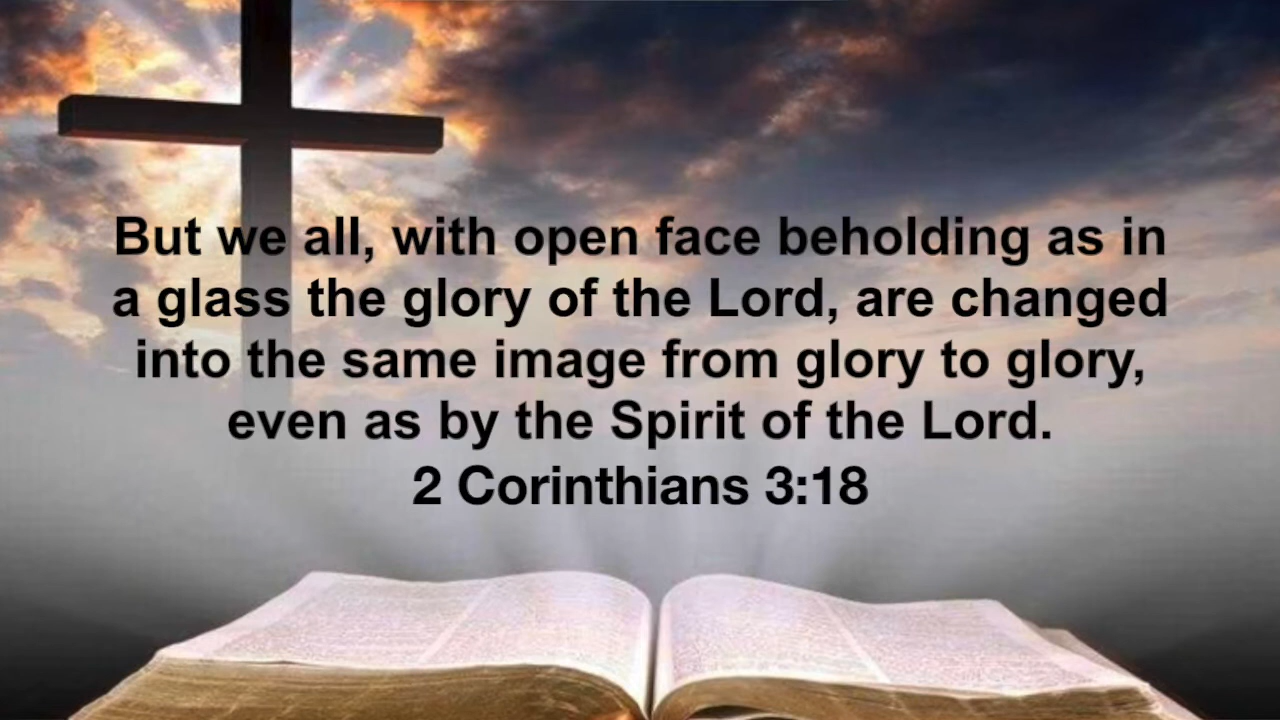 But we all, with open face beholding as in
a glass the glory of the Lord, are changed
into the same image from glory to glory,
even as by the Spirit of the Lord.
2 Corinthians 3:18